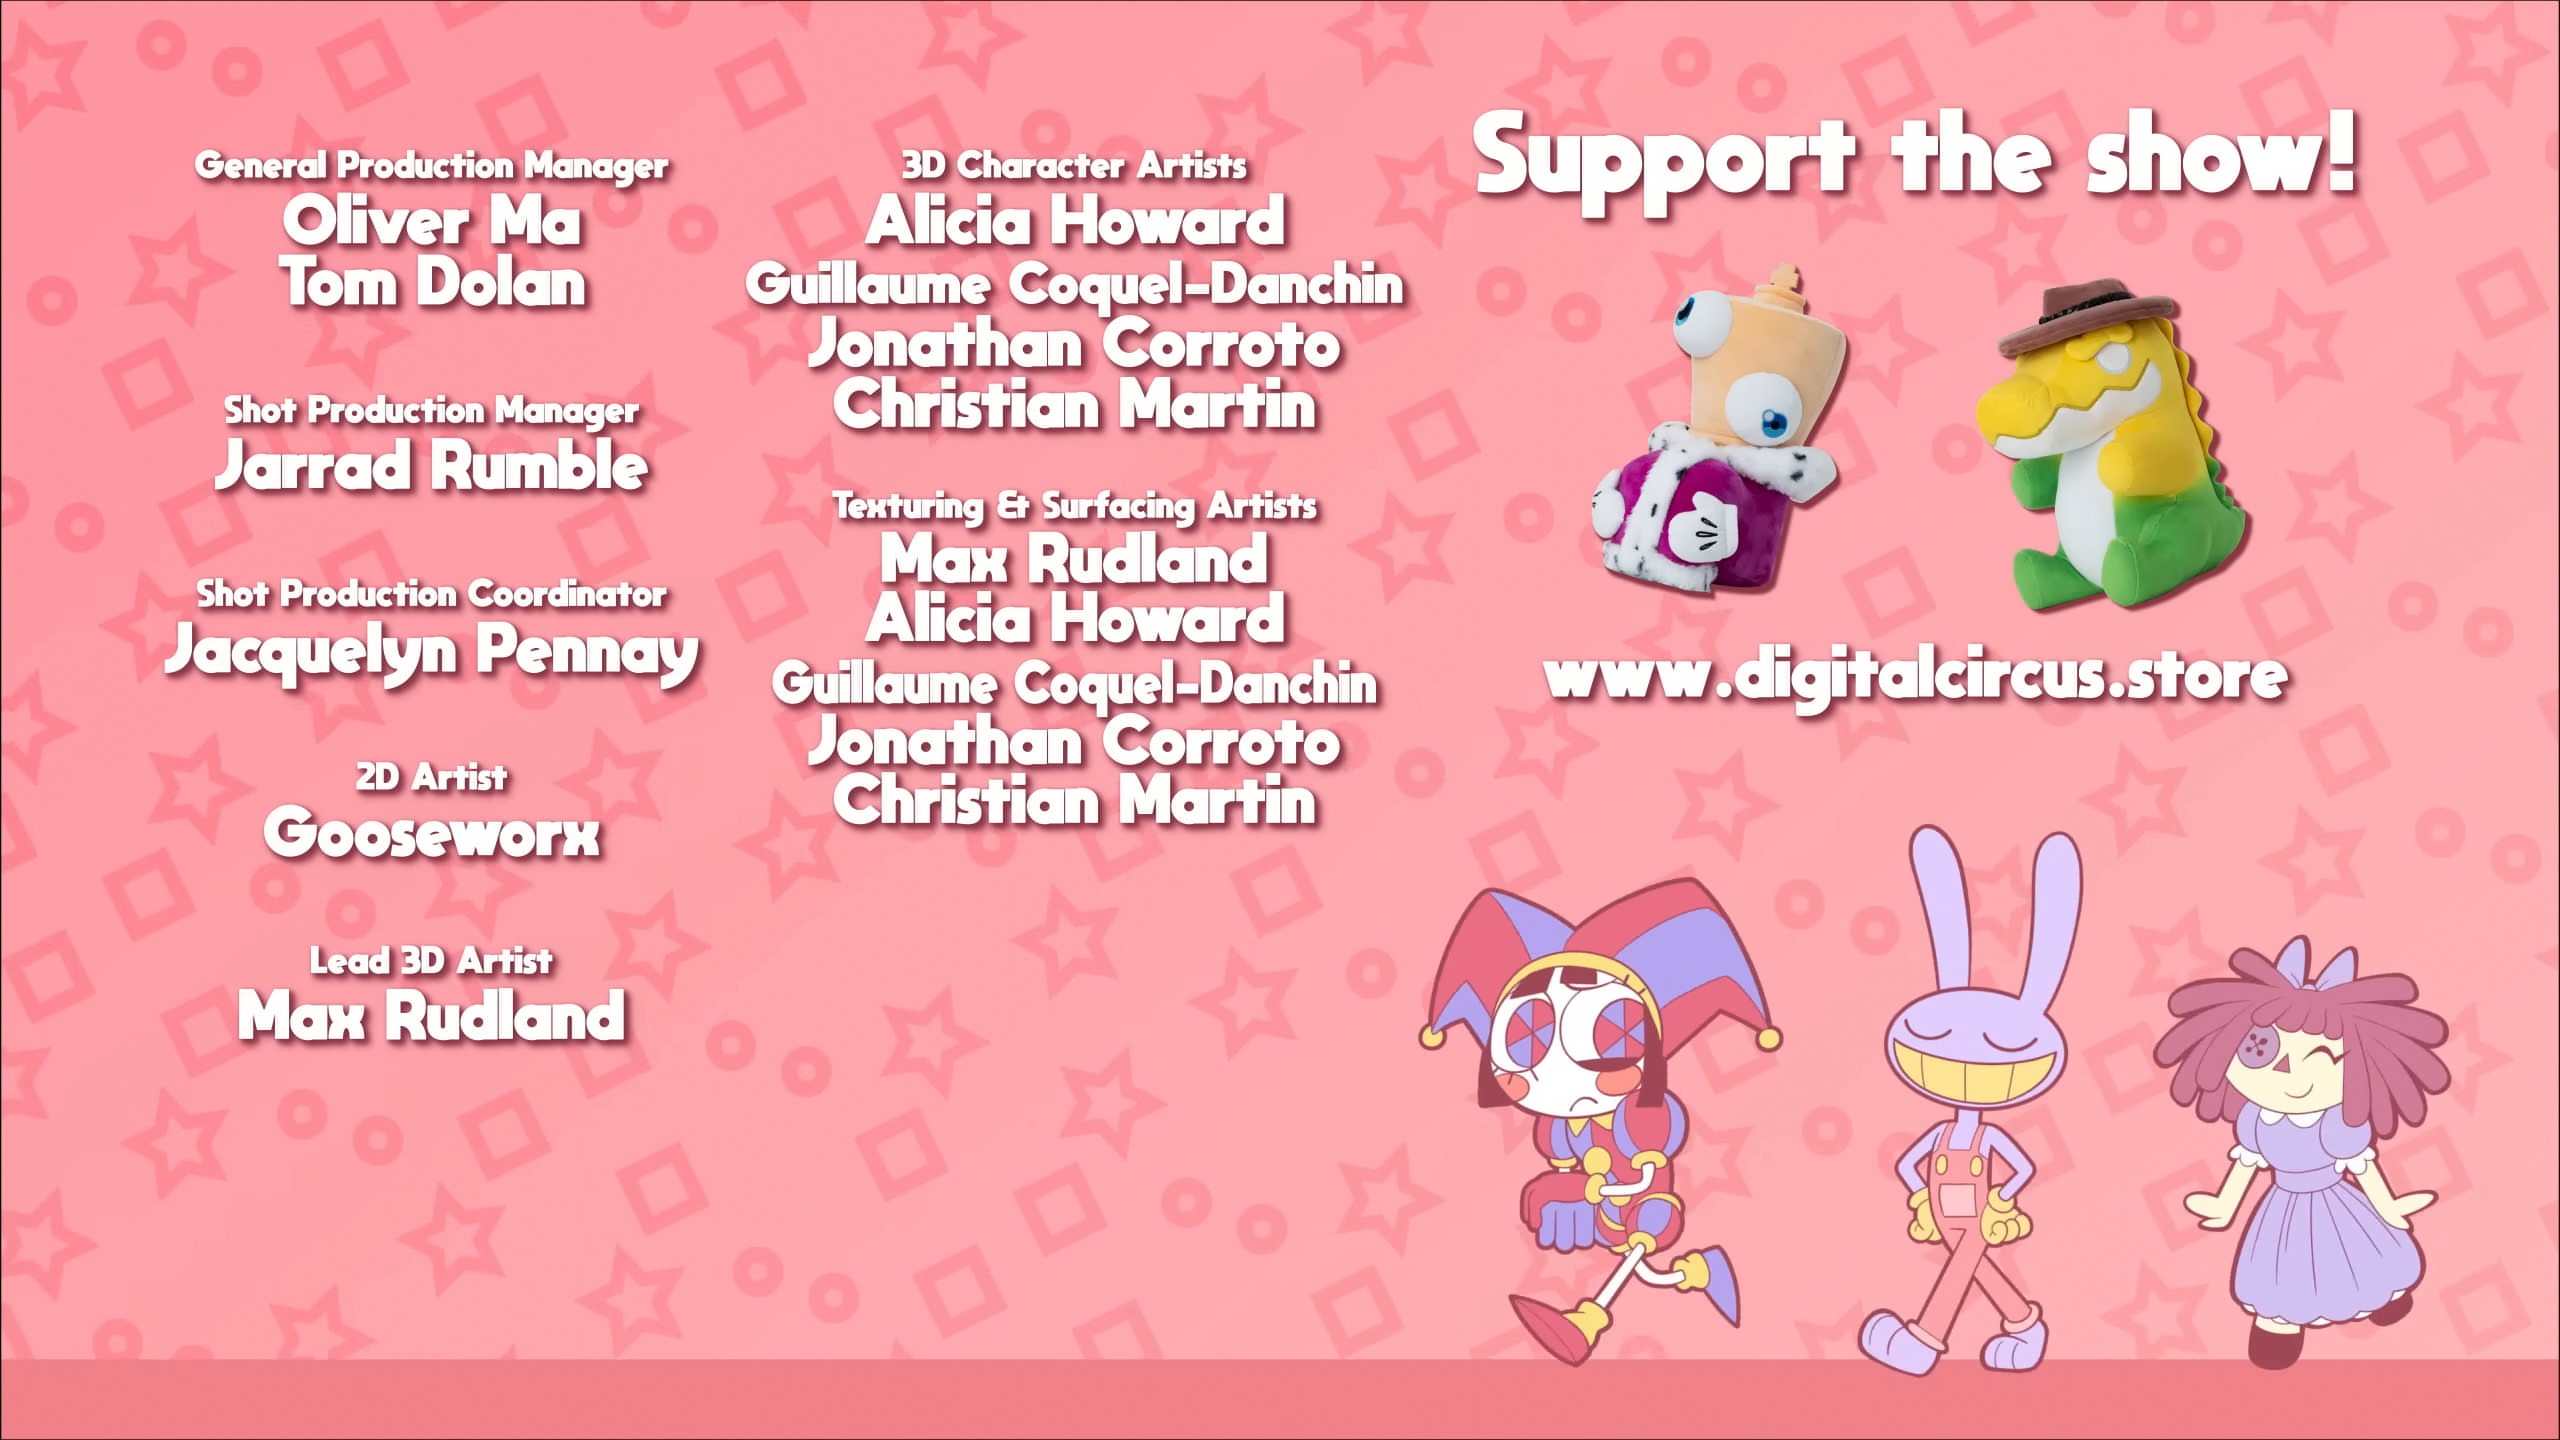 General Production Manager
Oliver Ma
Tom Dolan
Shot Production Manager
Jarrad Rumble
Shot Production Coordinator
Jacquelyn Pennay
2D Artist
Gooseworx
Lead 3D Artist
Max Rudland
3D Character Artists
Alicia Howard
Guillaume Coquel-Danchin
Jonathan Corroto
Christian Martin
Texturing & Surfacing Artists
Max Rudland
Alicia Howard
Guillaume Coquel-Danchin
Jonathan Corroto
Christian Martin
Support the show!
www.digitalcircus.store